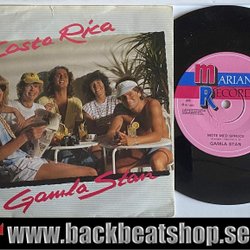 Costa Rica
Gamla Stan
MARIANN
RECORDS
GAMLA STAN
www.backbeatshop.se